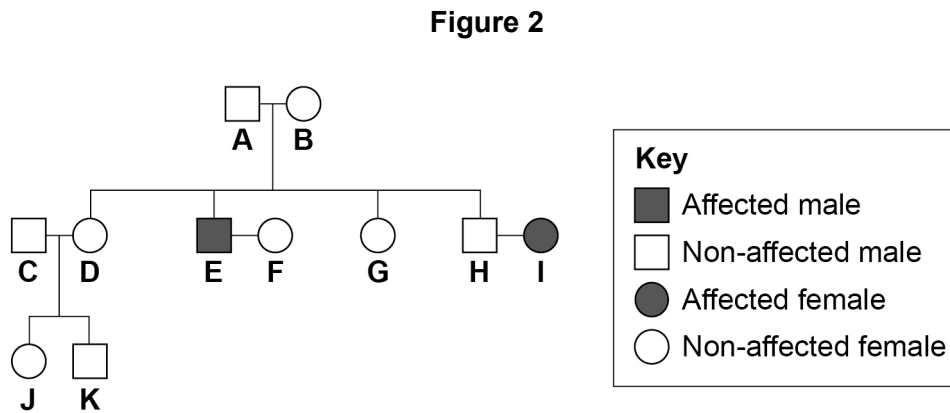 Figure 2
A B
Key
Affected male
Non-affected male
Affected female
Non-affected female
C D E F G H I
J K